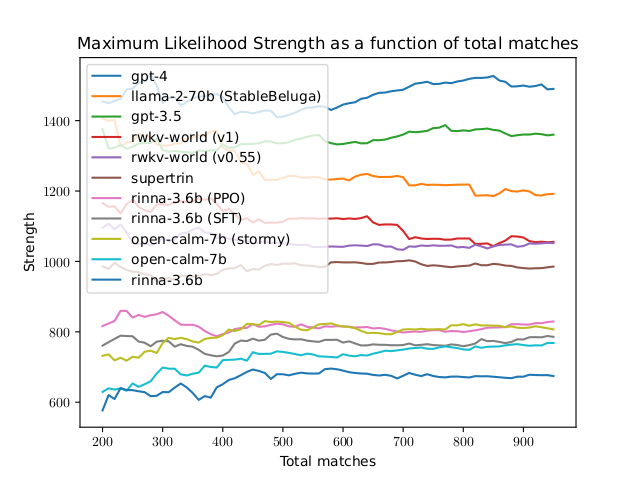 Maximum Likelihood Strength as a function of total matches
gpt-4
llama-2-70b (StableBeluga)
gpt-3.5
rwkv-world (v1)
rwkv-world (v0.55)
supertrin
rinna-3.6b (PPO)
rinna-3.6b (SFT)
open-calm-7b (stormy)
open-calm-7b
rinna-3.6b
Strength
1400
1200
1000
800
600
200 300 400 500 600 700 800 900
Total matches